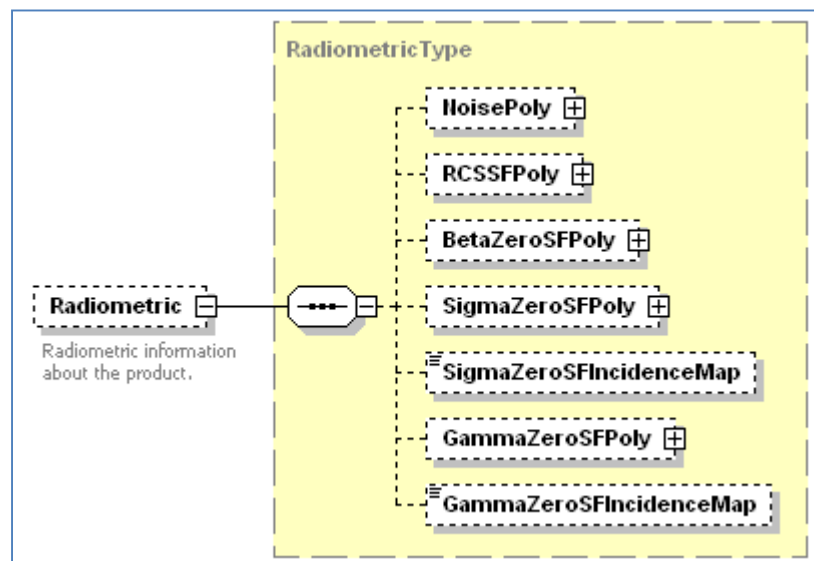 RadiometricType
NoisePoly
RCSSFPoly
BetaZeroSFPoly
Radiometric
SigmaZeroSFPoly
Radiometric information
about the product.
SigmaZeroSFIncidenceMap
GammaZeroSFPoly
GammaZeroSFIncidenceMap